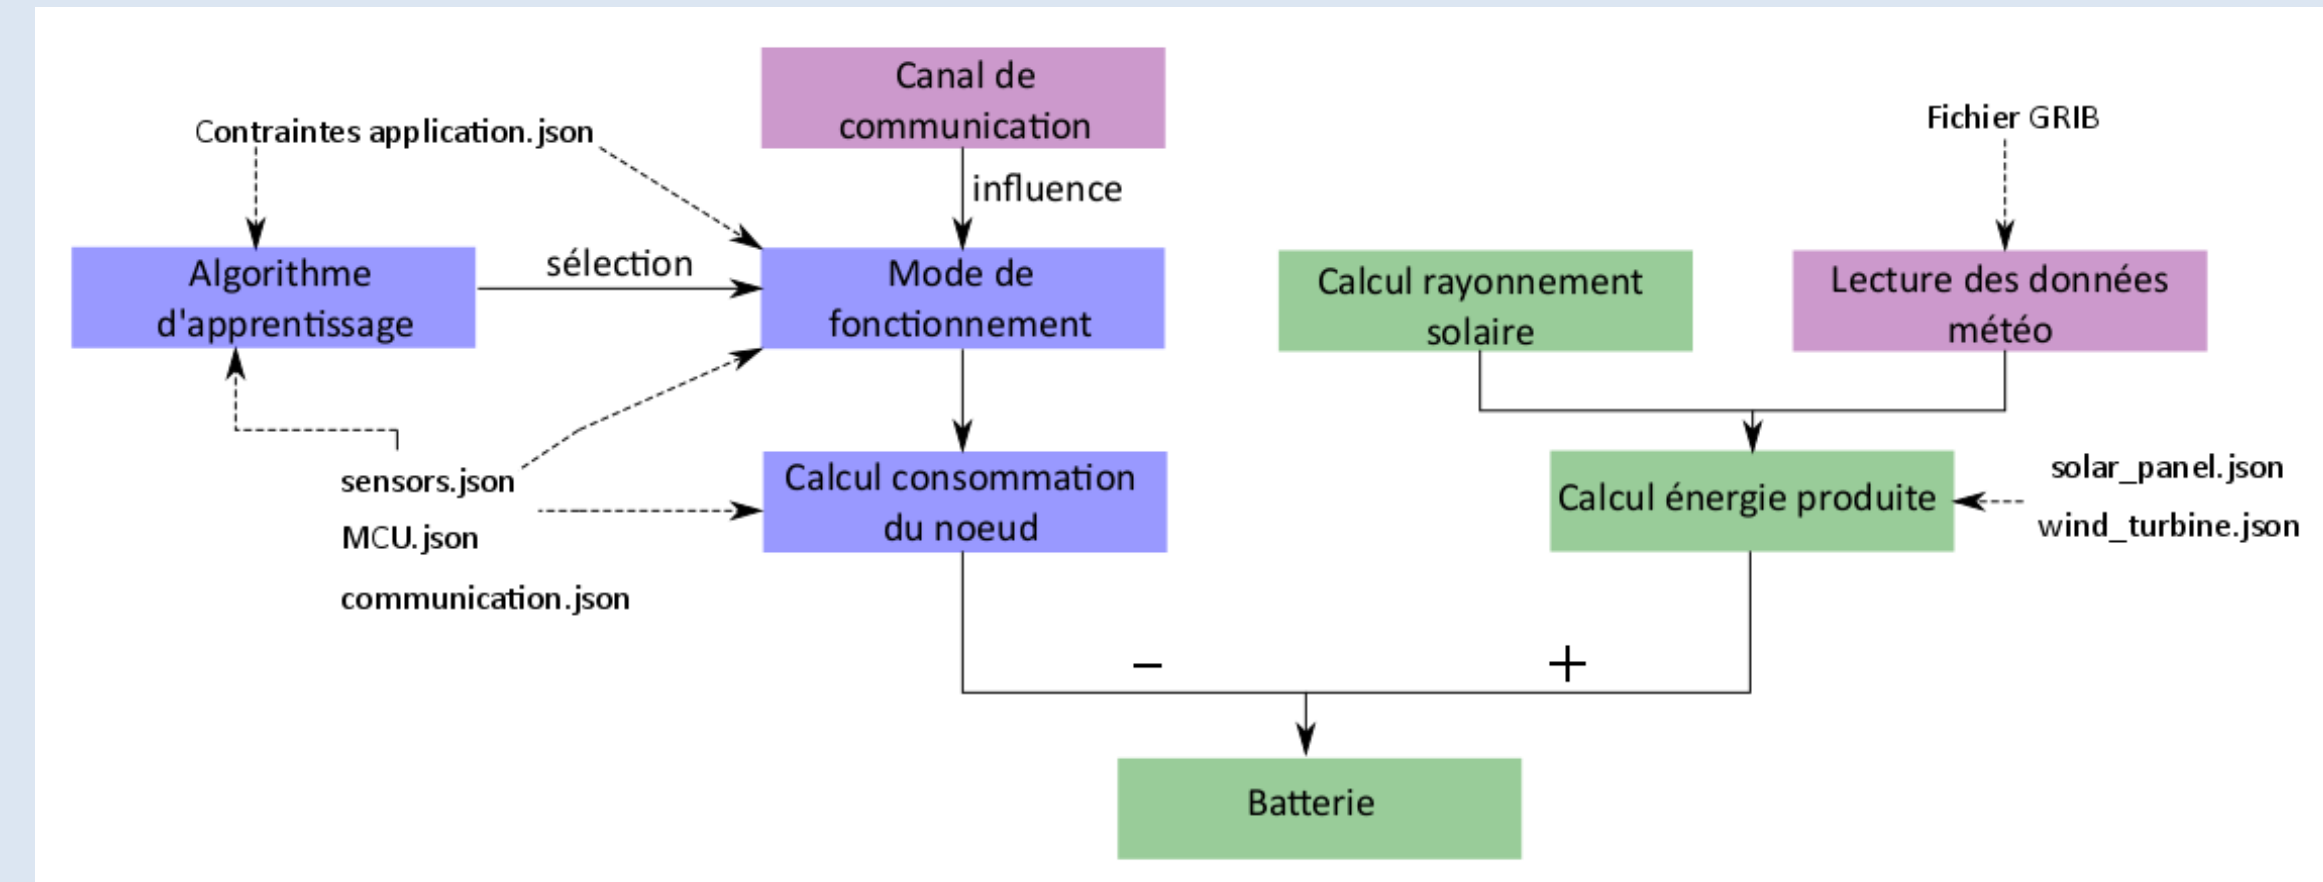 Canal de
communication
Contraintes application.json
Fichier GRIB
influence
Algorithme
d'apprentissage
sélection
Mode de
fonctionnement
Calcul rayonnement
solaire
Lecture des données
météo
sensors.json
MCU.json
communication.json
Calcul consommation
du noeud
Calcul énergie produite
solar_panel.json
wind_turbine.json
–
+
Batterie